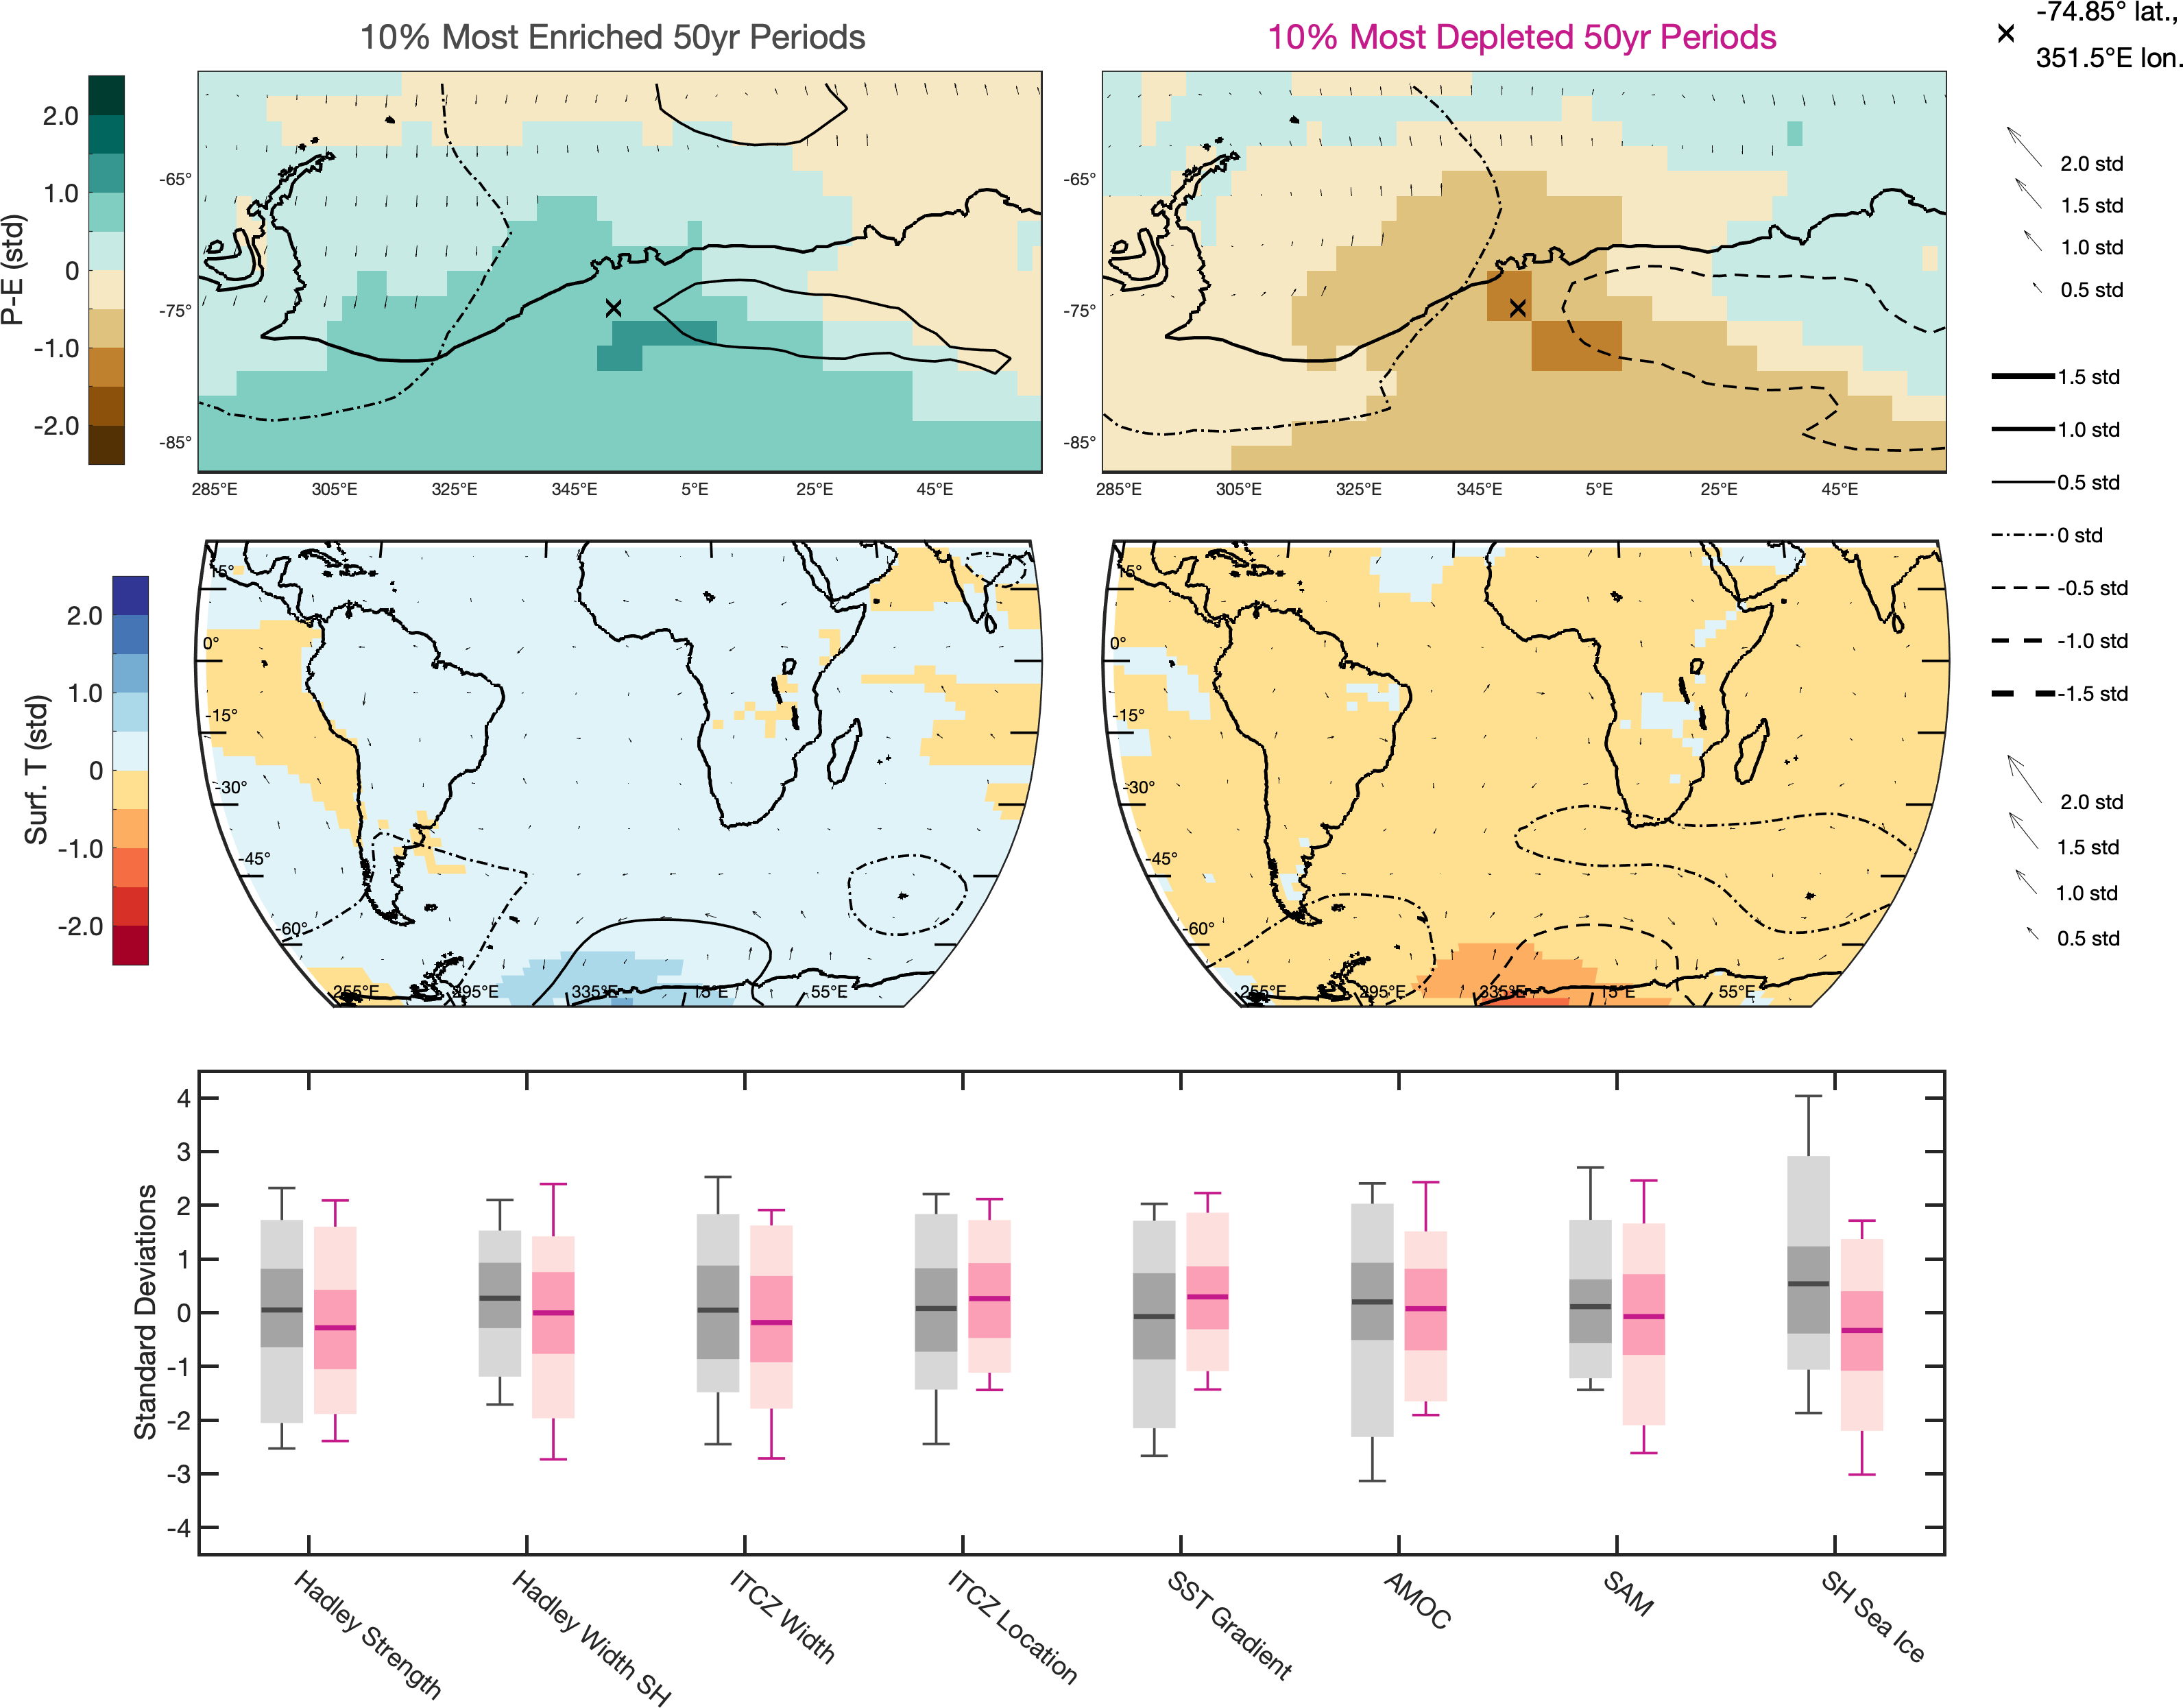 10% Most Enriched 50yr Periods
10% Most Depleted 50yr Periods
-74.85° lat.,
351.5°E lon.
P-E (std)
2.0
1.0
0
-1.0
-2.0
-65°
-75°
-85°
285°E 305°E 325°E 345°E 5°E 25°E 45°E
-65°
-75°
-85°
285°E 305°E 325°E 345°E 5°E 25°E 45°E
2.0 std
1.5 std
1.0 std
0.5 std
1.5 std
1.0 std
0.5 std
0 std
-0.5 std
-1.0 std
-1.5 std
2.0 std
1.5 std
1.0 std
0.5 std
Surf. T (std)
2.0
1.0
0
-1.0
-2.0
15°
0°
-15°
-30°
-45°
-60°
255°E 295°E 335°E 15°E 55°E
15°
0°
-15°
-30°
-45°
-60°
255°E 295°E 335°E 15°E 55°E
Standard Deviations
4
3
2
1
0
-1
-2
-3
-4
Hadley Strength
Hadley Width SH
ITCZ Width
ITCZ Location
SST Gradient
AMOC
SAM
SH Sea Ice